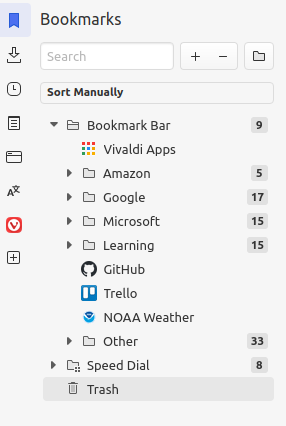 Bookmarks
Search
Sort Manually
Bookmark Bar 9
Vivaldi Apps
Amazon 5
Google 17
Microsoft 15
Learning 15
GitHub
Trello
NOAA Weather
Other 33
Speed Dial 8
Trash